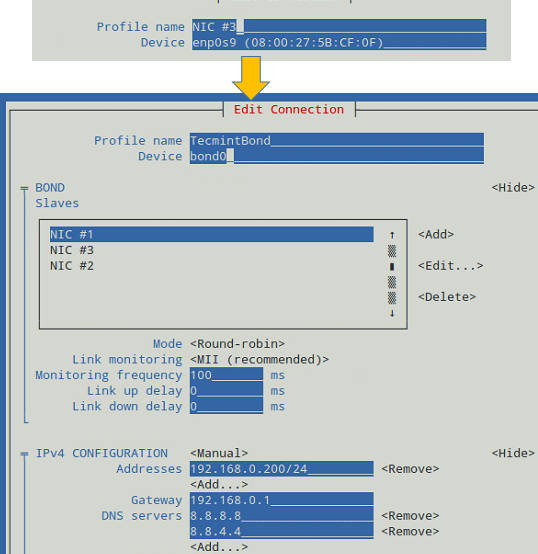 Profile name NIC #3_
Device enp0s9 (08:00:27:5B:CF:0F)
Edit Connection
Profile name TecmintBond
Device bond0
BOND <Hide>
Slaves
NIC #1 ↑ <Add>
NIC #3
NIC #2 <Edit...>
<Delete>
↓
Mode <Round-robin>
Link monitoring <MII (recommended)>
Monitoring frequency 100 ms
Link up delay 0 ms
Link down delay 0 ms
IPv4 CONFIGURATION <Manual> <Hide>
Addresses 192.168.0.200/24 <Remove>
<Add...>
Gateway 192.168.0.1
DNS servers 8.8.8.8 <Remove>
8.8.4.4 <Remove>
<Add...>